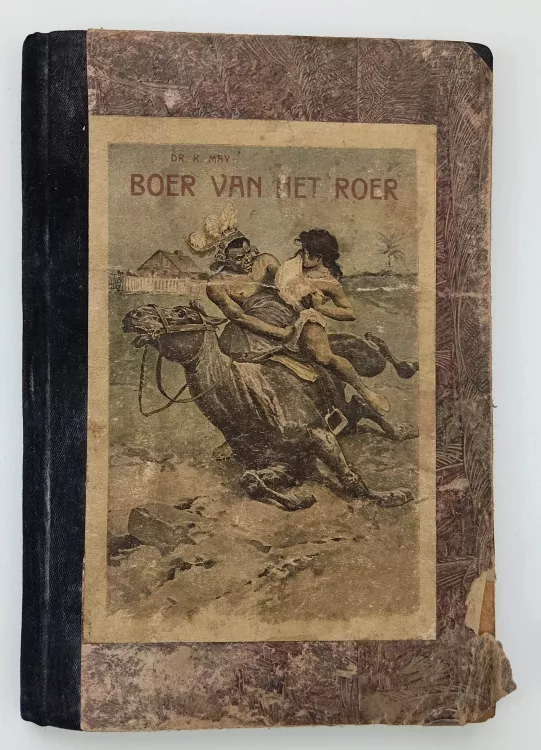 DR. K. MAY.
BOER VAN HET ROER